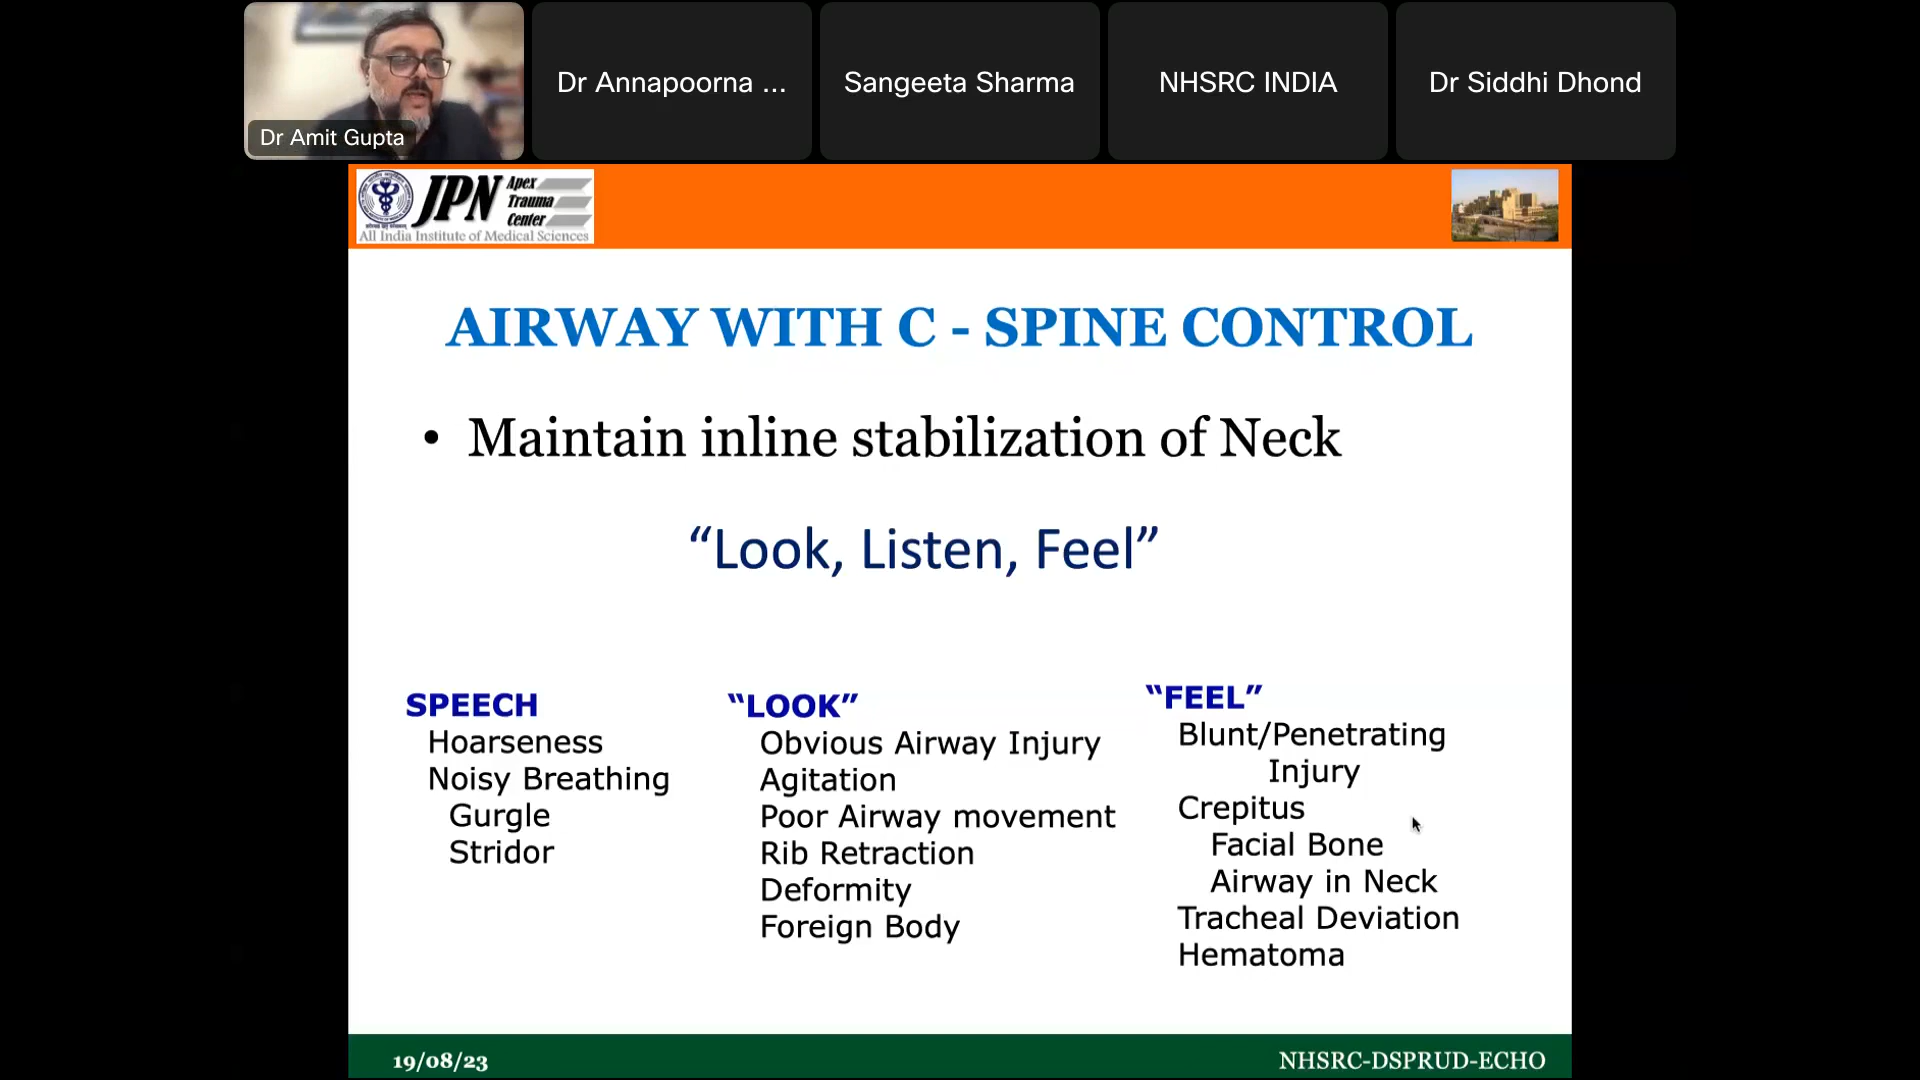 Dr Amit Gupta
Dr Annapoorna ...
Sangeeta Sharma
NHSRC INDIA
Dr Siddhi Dhond
JPN Apex
Trauma
Center
All India Institute of Medical Sciences
AIRWAY WITH C - SPINE CONTROL
• Maintain inline stabilization of Neck
“Look, Listen, Feel”
SPEECH
Hoarseness
Noisy Breathing
Gurgle
Stridor
“LOOK”
Obvious Airway Injury
Agitation
Poor Airway movement
Rib Retraction
Deformity
Foreign Body
“FEEL”
Blunt/Penetrating
Injury
Crepitus
Facial Bone
Airway in Neck
Tracheal Deviation
Hematoma
19/08/23
NHSRC-DSPRUD-ECHO